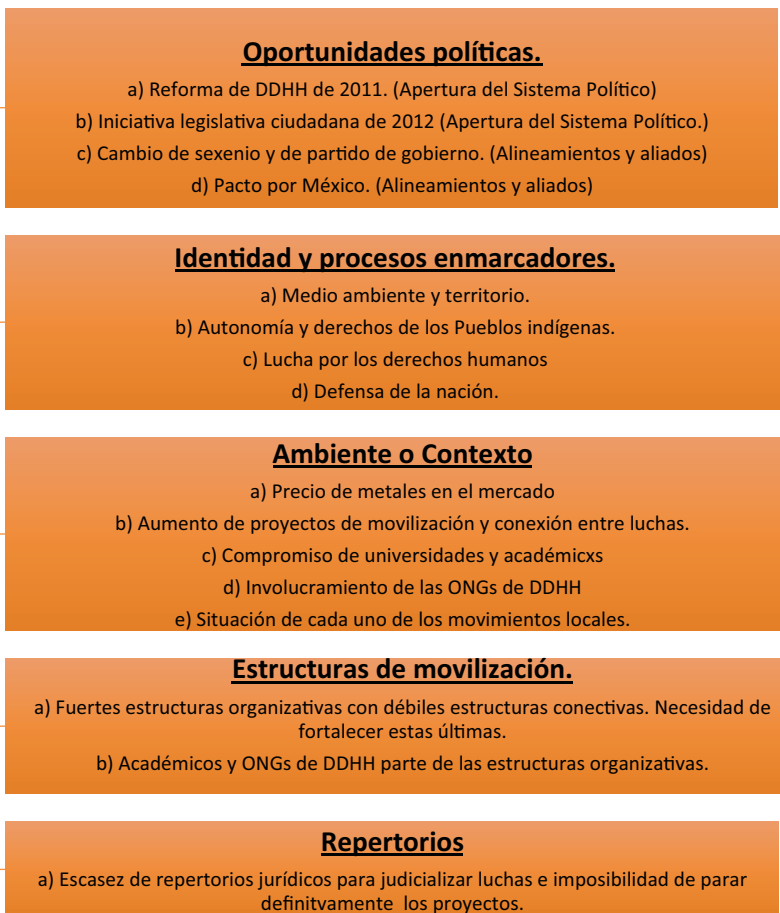 Oportunidades políticas.
a) Reforma de DDHH de 2011. (Apertura del Sistema Político)
b) Iniciativa legislativa ciudadana de 2012 (Apertura del Sistema Político.)
c) Cambio de sexenio y de partido de gobierno. (Alineamientos y aliados)
d) Pacto por México. (Alineamientos y aliados)
Identidad y procesos enmarcadores.
a) Medio ambiente y territorio.
b) Autonomía y derechos de los Pueblos indígenas.
c) Lucha por los derechos humanos
d) Defensa de la nación.
Ambiente o Contexto
a) Precio de metales en el mercado
b) Aumento de proyectos de movilización y conexión entre luchas.
c) Compromiso de universidades y académicxs
d) Involucramiento de las ONGs de DDHH
e) Situación de cada uno de los movimientos locales.
Estructuras de movilización.
a) Fuertes estructuras organizativas con débiles estructuras conectivas. Necesidad de
fortalecer estas últimas.
b) Académicos y ONGs de DDHH parte de las estructuras organizativas.
Repertorios
a) Escasez de repertorios jurídicos para judicializar luchas e imposibilidad de parar
definitvamente los proyectos.